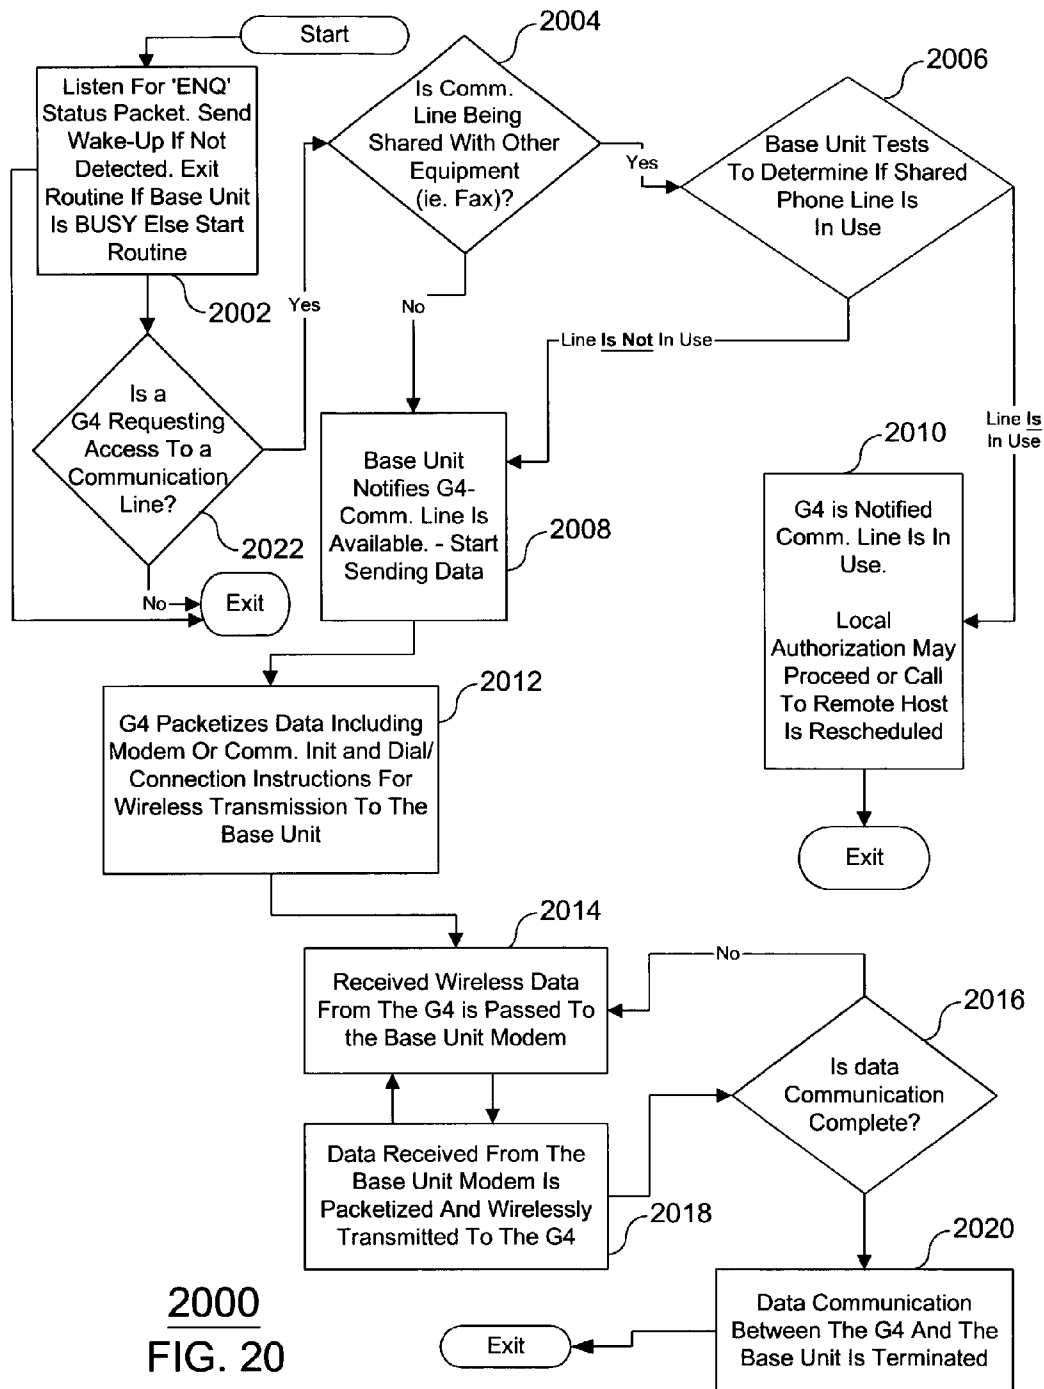 Start
Listen For 'ENQ'
Status Packet. Send
Wake-Up If Not
Detected. Exit
Routine If Base Unit
Is BUSY Else Start
Routine
2002
Is a
G4 Requesting
Access To a
Communication
Line?
2022
No
Exit
Yes
2004
Is Comm.
Line Being
Shared With Other
Equipment
(ie. Fax)?
Yes
No
2006
Base Unit Tests
To Determine If Shared
Phone Line Is
In Use
Line Is Not In Use
Line Is
In Use
Base Unit
Notifies G4-
Comm. Line Is
Available. - Start
Sending Data
2008
2010
G4 is Notified
Comm. Line Is In
Use.
Local
Authorization May
Proceed or Call
To Remote Host
Is Rescheduled
Exit
2012
G4 Packetizes Data Including
Modem Or Comm. Init and Dial/
Connection Instructions For
Wireless Transmission To The
Base Unit
2014
Received Wireless Data
From The G4 is Passed To
the Base Unit Modem
No
2016
Is data
Communication
Complete?
Data Received From The
Base Unit Modem Is
Packetized And Wirelessly
Transmitted To The G4
2018
2020
Data Communication
Between The G4 And The
Base Unit Is Terminated
Exit
2000
FIG. 20